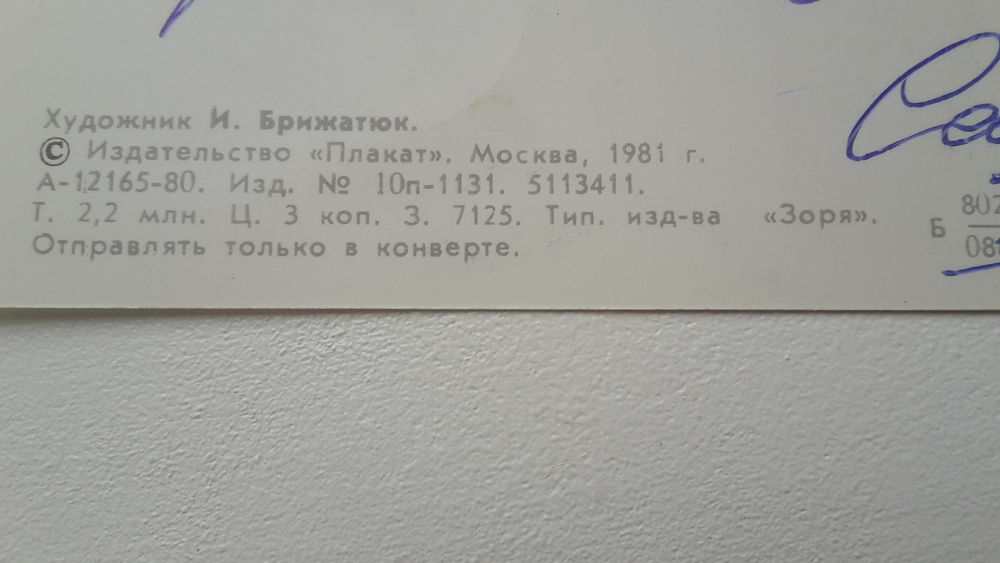 Художник И. Брижатюк.
© Издательство «Плакат». Москва, 1981 г.
А-12165-80. Изд. № 10п-1131. 5113411.
Т. 2,2 млн. Ц. 3 коп. З. 7125. Тип. изд-ва «Зоря».
Отправлять только в конверте.
Б